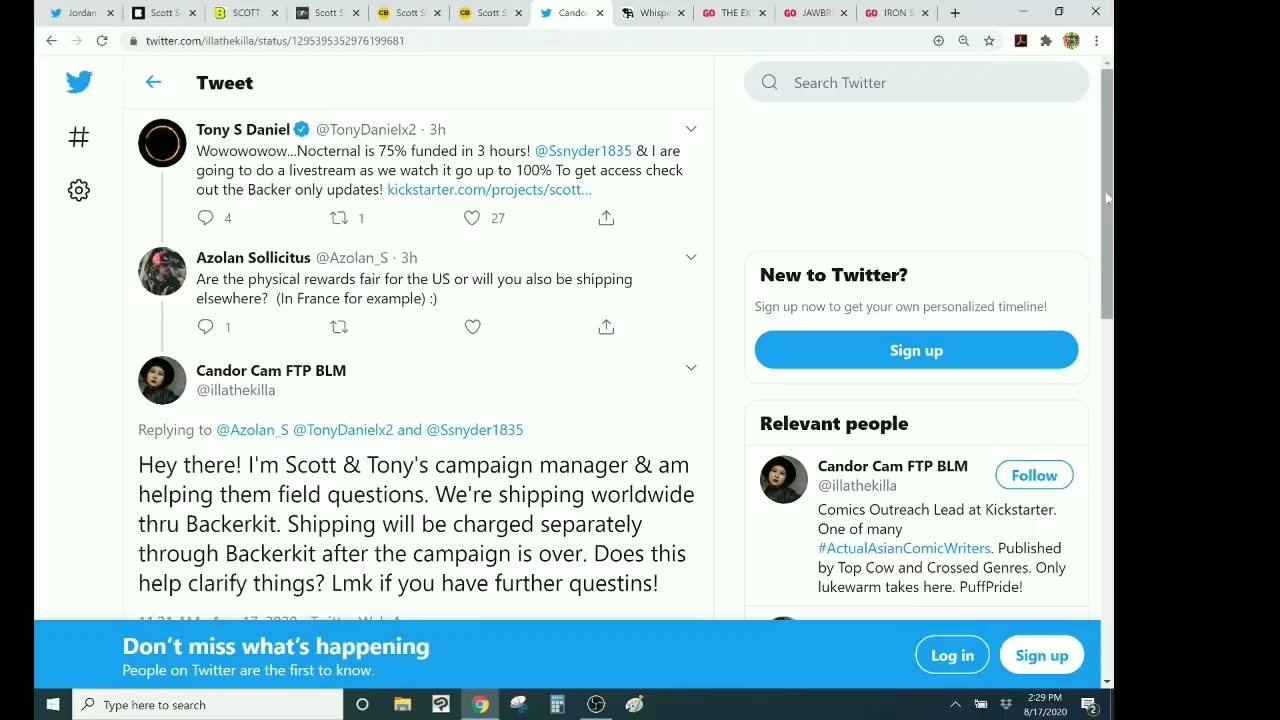 Jordan
Scott S
SCOTT
Scott S
Scott S
Scott S
Candor
Whispe
GO THE EX
GO JAWBR
GO IRON S
twitter.com/illathekilla/status/1295395352976199681
Tweet
Search Twitter
Tony S Daniel @TonyDanielx2 · 3h
Wowowowow...Nocternal is 75% funded in 3 hours! @Ssnyder1835 & I are
going to do a livestream as we watch it go up to 100% To get access check
out the Backer only updates! kickstarter.com/projects/scott...
4 1 27
Azolan Sollicitus @Azolan_S · 3h
Are the physical rewards fair for the US or will you also be shipping
elsewhere? (In France for example) :)
1
Candor Cam FTP BLM
@illathekilla
Replying to @Azolan_S @TonyDanielx2 and @Ssnyder1835
Hey there! I'm Scott & Tony's campaign manager & am
helping them field questions. We're shipping worldwide
thru Backerkit. Shipping will be charged separately
through Backerkit after the campaign is over. Does this
help clarify things? Lmk if you have further questins!
New to Twitter?
Sign up now to get your own personalized timeline!
Sign up
Relevant people
Candor Cam FTP BLM
@illathekilla
Follow
Comics Outreach Lead at Kickstarter.
One of many
#ActualAsianComicWriters. Published
by Top Cow and Crossed Genres. Only
lukewarm takes here. PuffPride!
Don't miss what's happening
People on Twitter are the first to know.
Log in
Sign up
Type here to search
2:29 PM
8/17/2020
2